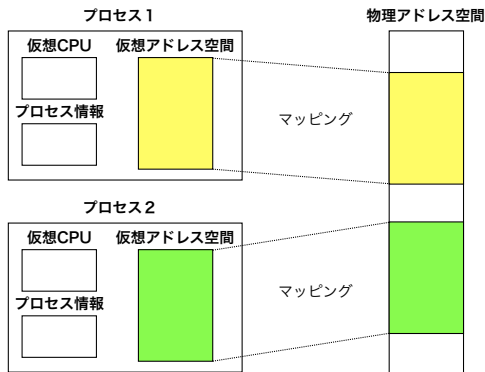 プロセス1
物理アドレス空間
仮想CPU
仮想アドレス空間
プロセス情報
マッピング
プロセス2
仮想CPU
仮想アドレス空間
プロセス情報
マッピング